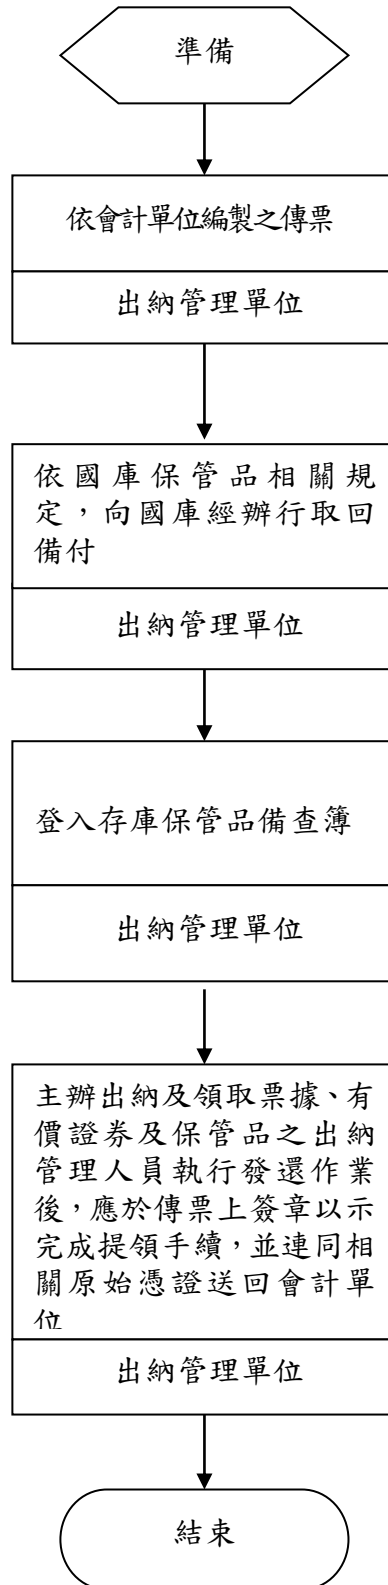 準備
依會計單位編製之傳票
出納管理單位
依國庫保管品相關規
定，向國庫經辦行取回
備付
出納管理單位
登入存庫保管品備查簿
出納管理單位
主辦出納及領取票據、有
價證券及保管品之出納
管理人員執行發還作業
後，應於傳票上簽章以示
完成提領手續，並連同相
關原始憑證送回會計單
位
出納管理單位
結束